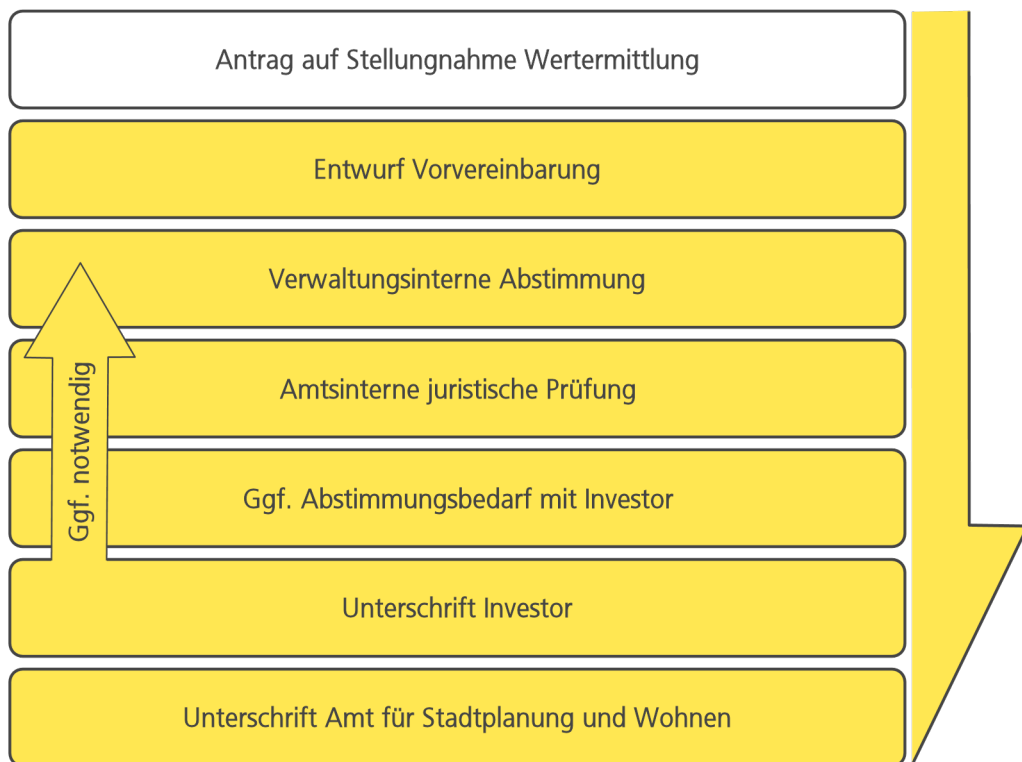 Antrag auf Stellungnahme Wertermittlung
Entwurf Vorvereinbarung
Verwaltungsinterne Abstimmung
Amtsinterne juristische Prüfung
Ggf. notwendig
Ggf. Abstimmungsbedarf mit Investor
Unterschrift Investor
Unterschrift Amt für Stadtplanung und Wohnen